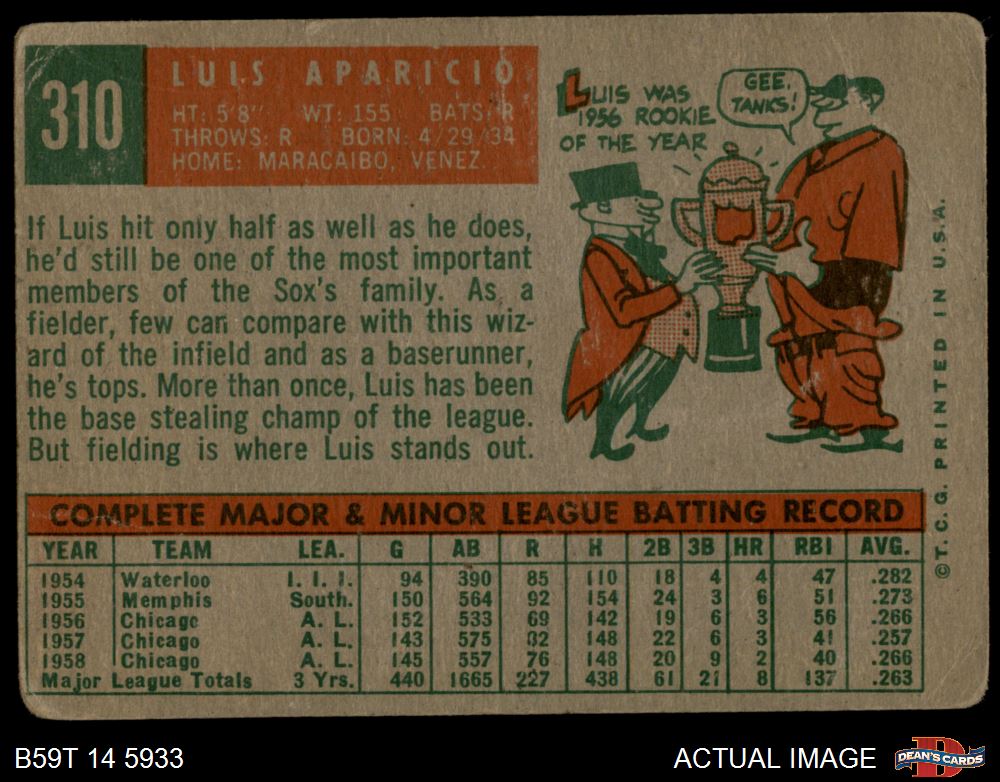 310
LUIS APARICIO
HT: 5'8" WT: 155 BATS: R
THROWS: R BORN: 4/29/34
HOME: MARACAIBO, VENEZ.
LUIS WAS
1956 ROOKIE
OF THE YEAR
GEE,
TANKS!
If Luis hit only half as well as he does,
he'd still be one of the most important
members of the Sox's family. As a
fielder, few can compare with this wiz-
ard of the infield and as a baserunner,
he's tops. More than once, Luis has been
the base stealing champ of the league.
But fielding is where Luis stands out.
©T.C.G. PRINTED IN U.S.A.
COMPLETE MAJOR & MINOR LEAGUE BATTING RECORD
YEAR TEAM LEA. G AB R H 2B 3B HR RBI AVG.
1954 Waterloo I. I. I. 94 390 85 110 18 4 4 47 .282
1955 Memphis South. 150 564 92 154 24 3 6 51 .273
1956 Chicago A. L. 152 533 69 142 19 6 3 56 .266
1957 Chicago A. L. 143 575 82 148 22 6 3 41 .257
1958 Chicago A. L. 145 557 76 148 20 9 2 40 .266
Major League Totals 3 Yrs. 440 1665 227 438 61 21 8 137 .263
B59T 14 5933
ACTUAL IMAGE
D
DEAN'S CARDS